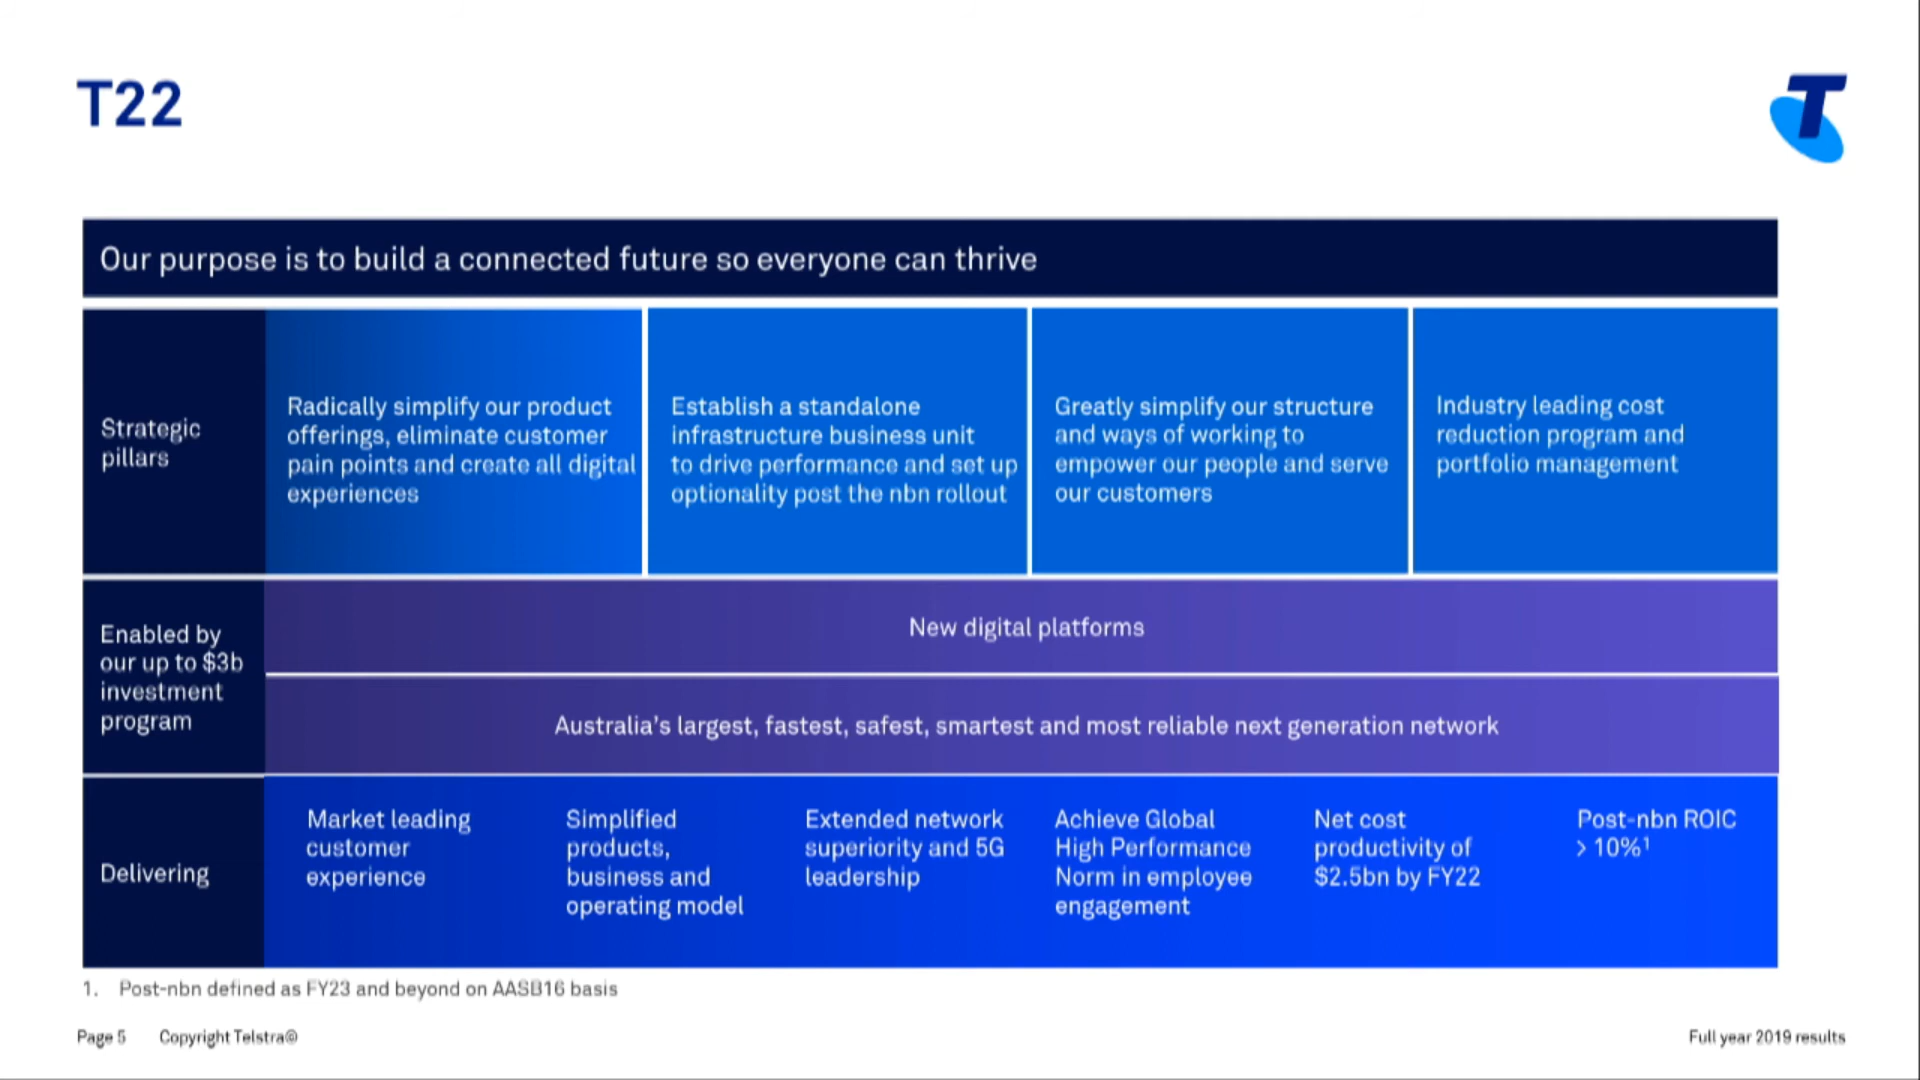 T22
T
Our purpose is to build a connected future so everyone can thrive
Strategic
pillars
Radically simplify our product
offerings, eliminate customer
pain points and create all digital
experiences
Establish a standalone
infrastructure business unit
to drive performance and set up
optionality post the nbn rollout
Greatly simplify our structure
and ways of working to
empower our people and serve
our customers
Industry leading cost
reduction program and
portfolio management
Enabled by
our up to $3b
investment
program
New digital platforms
Australia's largest, fastest, safest, smartest and most reliable next generation network
Delivering
Market leading
customer
experience
Simplified
products,
business and
operating model
Extended network
superiority and 5G
leadership
Achieve Global
High Performance
Norm in employee
engagement
Net cost
productivity of
$2.5bn by FY22
Post-nbn ROIC
> 10%¹
1. Post-nbn defined as FY23 and beyond on AASB16 basis
Page 5 Copyright Telstra©
Full year 2019 results